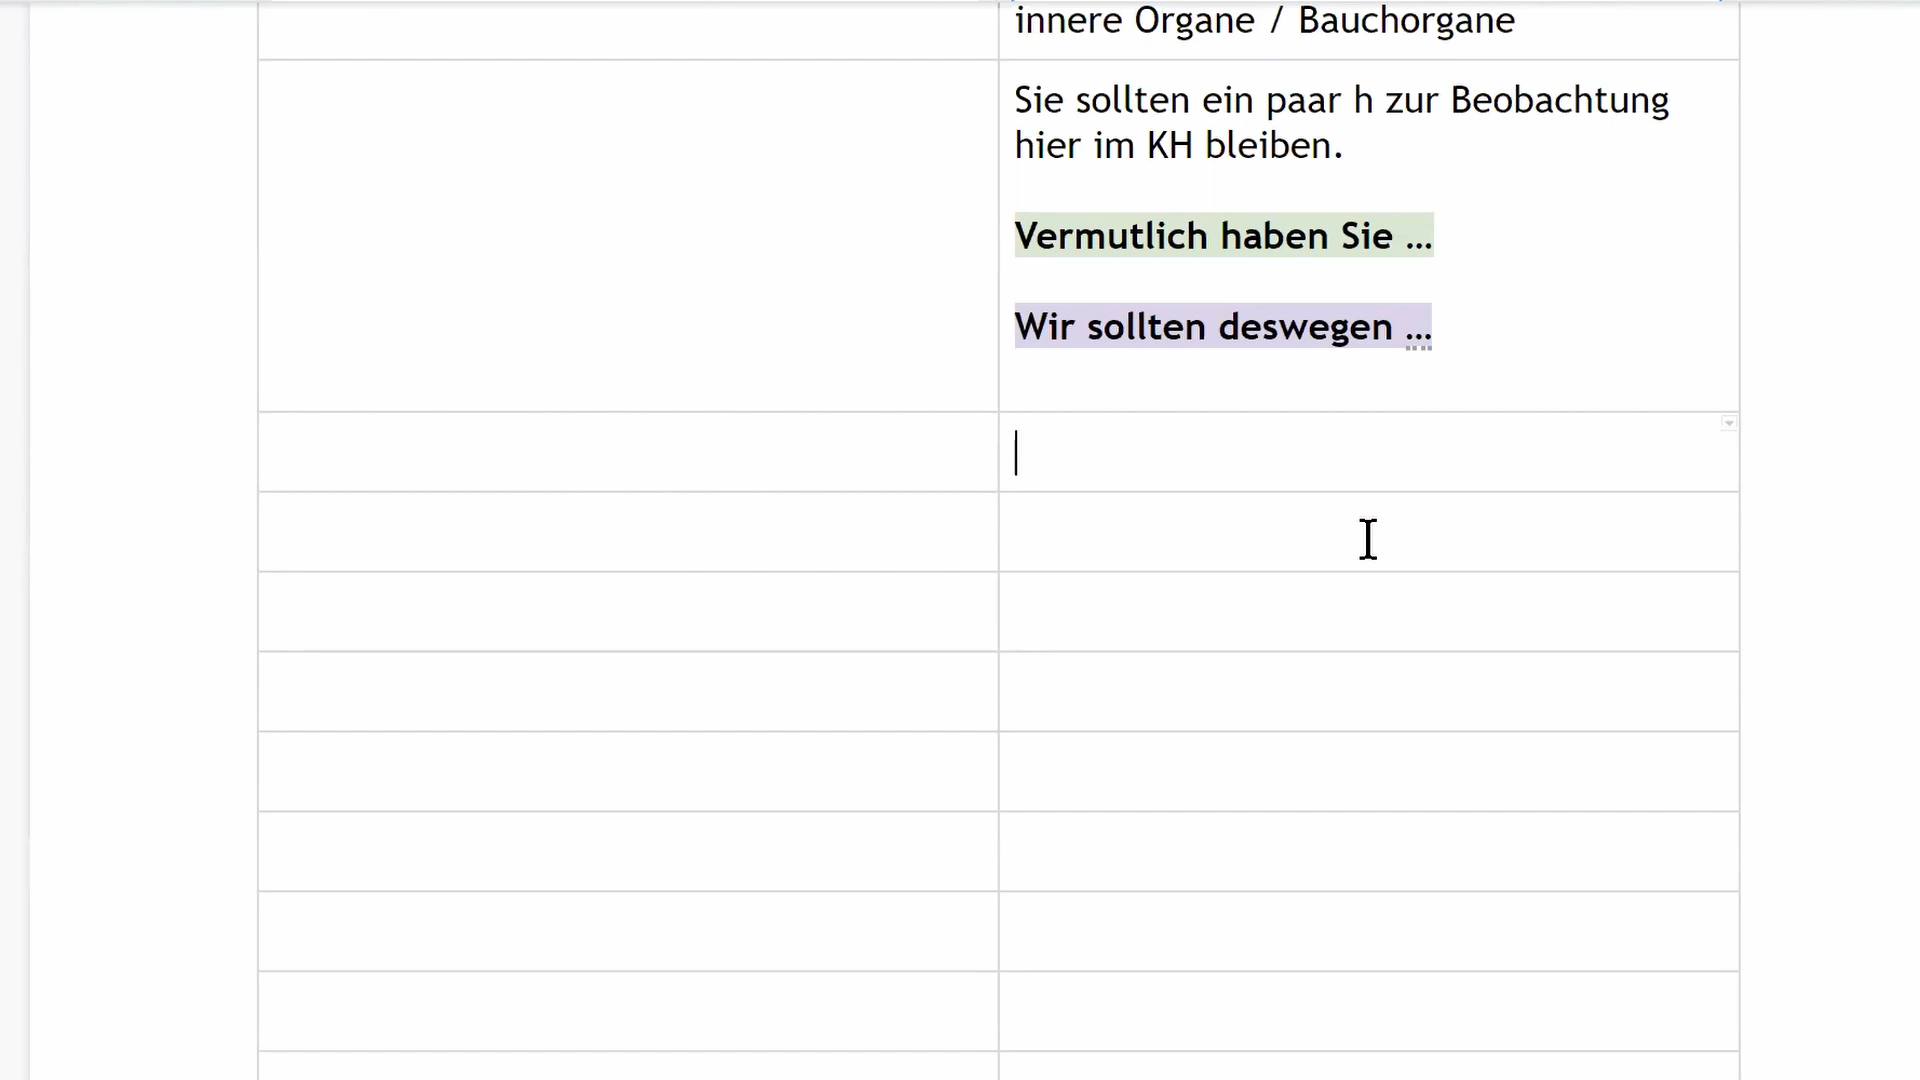 innere Organe / Bauchorgane
Sie sollten ein paar h zur Beobachtung
hier im KH bleiben.
Vermutlich haben Sie ...
Wir sollten deswegen ...